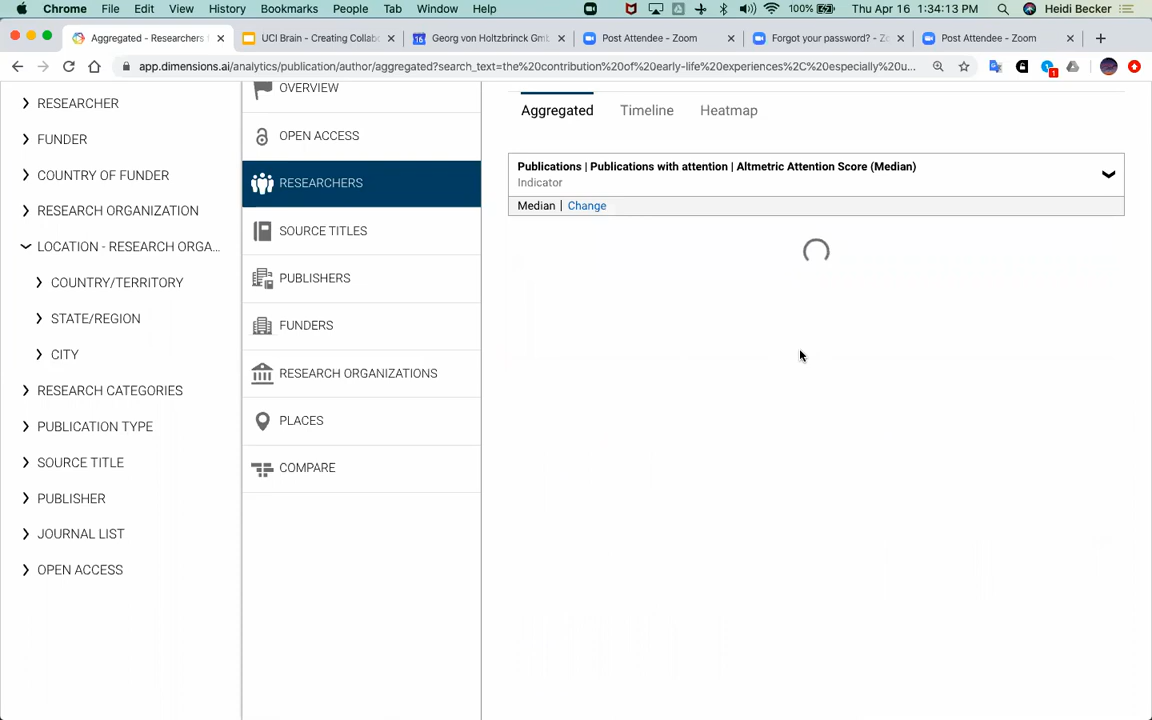 Chrome File Edit View History Bookmarks People Tab Window Help 100% Thu Apr 16 1:34:13 PM Heidi Becker
Aggregated - Researchers
UCI Brain - Creating Collab
Georg von Holtzbrinck Gm
Post Attendee - Zoom
Forgot your password? - Z
Post Attendee - Zoom
app.dimensions.ai/analytics/publication/author/aggregated?search_text=the%20contribution%20of%20early-life%20experiences%2C%20especially%20u...
1
RESEARCHER
FUNDER
COUNTRY OF FUNDER
RESEARCH ORGANIZATION
LOCATION - RESEARCH ORGA...
COUNTRY/TERRITORY
STATE/REGION
CITY
RESEARCH CATEGORIES
PUBLICATION TYPE
SOURCE TITLE
PUBLISHER
JOURNAL LIST
OPEN ACCESS
OVERVIEW
OPEN ACCESS
RESEARCHERS
SOURCE TITLES
PUBLISHERS
FUNDERS
RESEARCH ORGANIZATIONS
PLACES
COMPARE
Aggregated Timeline Heatmap
Publications | Publications with attention | Altmetric Attention Score (Median)
Indicator
Median | Change